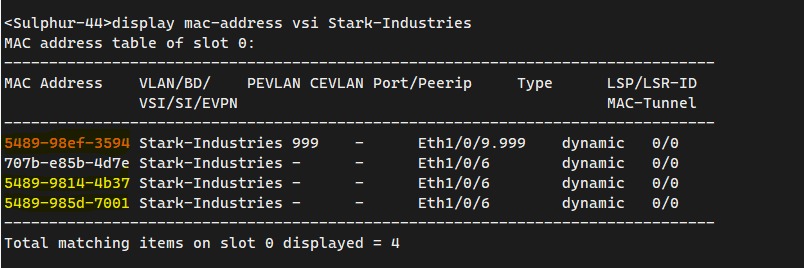 <Sulphur-44>display mac-address vsi Stark-Industries
MAC address table of slot 0:
-------------------------------------------------------------------------------
MAC Address    VLAN/BD/    PEVLAN CEVLAN Port/Peerip     Type      LSP/LSR-ID
               VSI/SI/EVPN                                         MAC-Tunnel
-------------------------------------------------------------------------------
5489-98ef-3594 Stark-Industries 999    -      Eth1/0/9.999    dynamic   0/0
707b-e85b-4d7e Stark-Industries -      -      Eth1/0/6        dynamic   0/0
5489-9814-4b37 Stark-Industries -      -      Eth1/0/6        dynamic   0/0
5489-985d-7001 Stark-Industries -      -      Eth1/0/6        dynamic   0/0
-------------------------------------------------------------------------------
Total matching items on slot 0 displayed = 4